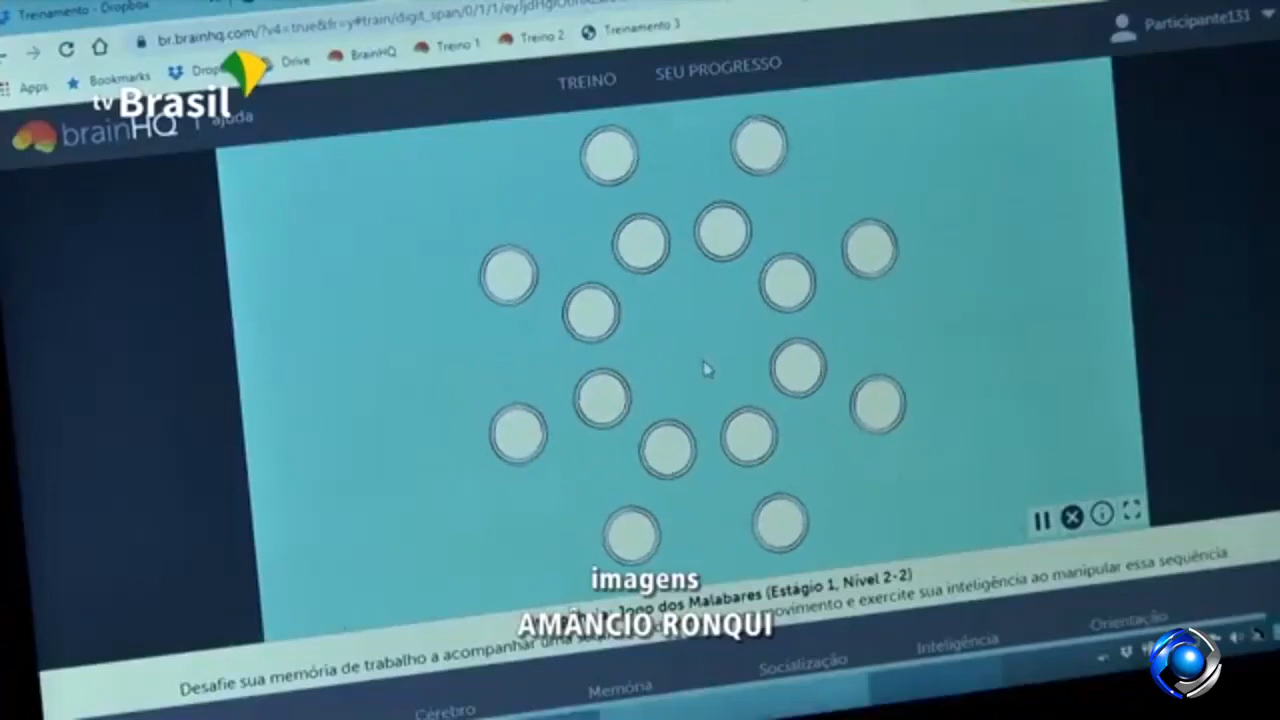 Treinamento - Dropbox
br.brainhq.com/?v4=true&fr=y#train/digit_span/0/1/1/
Apps Bookmarks Drive BrainHQ Treino 1 Treino 2 Treinamento 3
tv Brasil
brainHQ ajuda
TREINO SEU PROGRESSO
Participante131
imagens
AMÂNCIO RONQUI
Jogo dos Malabares (Estágio 1, Nível 2-2)
Desafie sua memória de trabalho a acompanhar uma movimento e exercite sua inteligência ao manipular essa sequência
Cérebro Memória Socialização Inteligência Orientação